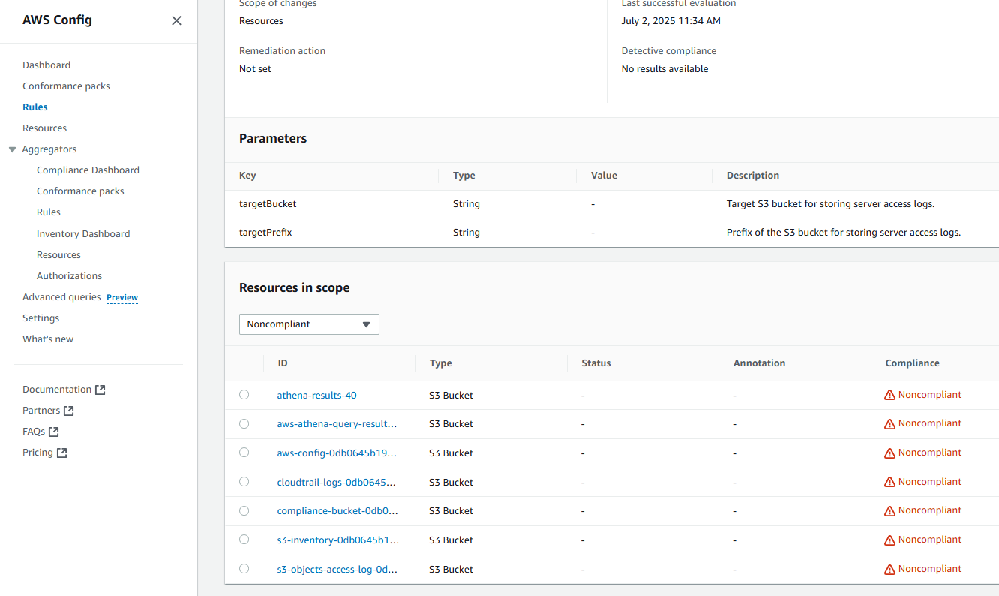 AWS Config
Dashboard
Conformance packs
Rules
Resources
Aggregators
Compliance Dashboard
Conformance packs
Rules
Inventory Dashboard
Resources
Authorizations
Advanced queries Preview
Settings
What's new
Documentation
Partners
FAQs
Pricing
Scope of changes
Resources
Remediation action
Not set
Last successful evaluation
July 2, 2025 11:34 AM
Detective compliance
No results available
Parameters
Key Type Value Description
targetBucket String - Target S3 bucket for storing server access logs.
targetPrefix String - Prefix of the S3 bucket for storing server access logs.
Resources in scope
Noncompliant
ID Type Status Annotation Compliance
athena-results-40 S3 Bucket - - Noncompliant
aws-athena-query-result... S3 Bucket - - Noncompliant
aws-config-0db0645b19... S3 Bucket - - Noncompliant
cloudtrail-logs-0db0645... S3 Bucket - - Noncompliant
compliance-bucket-0db0... S3 Bucket - - Noncompliant
s3-inventory-0db0645b1... S3 Bucket - - Noncompliant
s3-objects-access-log-0d... S3 Bucket - - Noncompliant